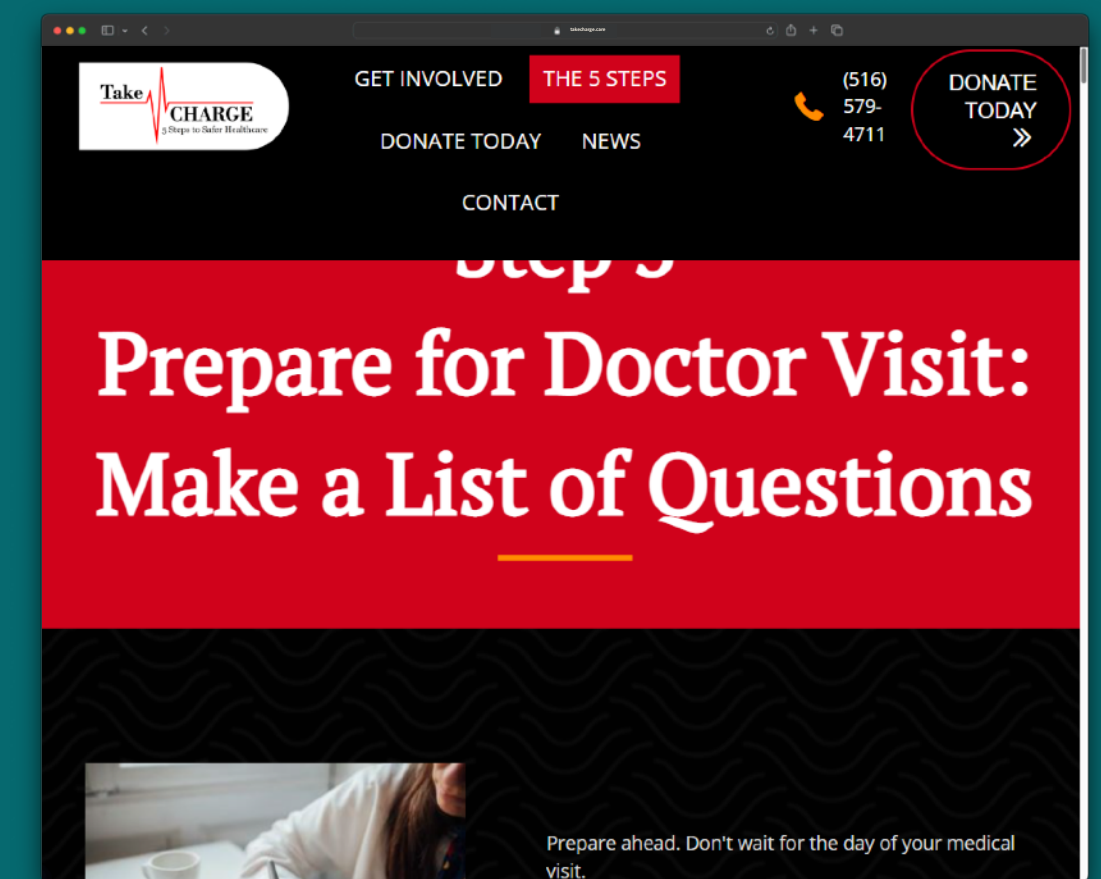 takecharge.com
Take
CHARGE
5 Steps to Safer Healthcare
GET INVOLVED
THE 5 STEPS
DONATE TODAY
NEWS
CONTACT
(516)
579-
4711
DONATE
TODAY
Prepare for Doctor Visit:
Make a List of Questions
Prepare ahead. Don't wait for the day of your medical
visit.